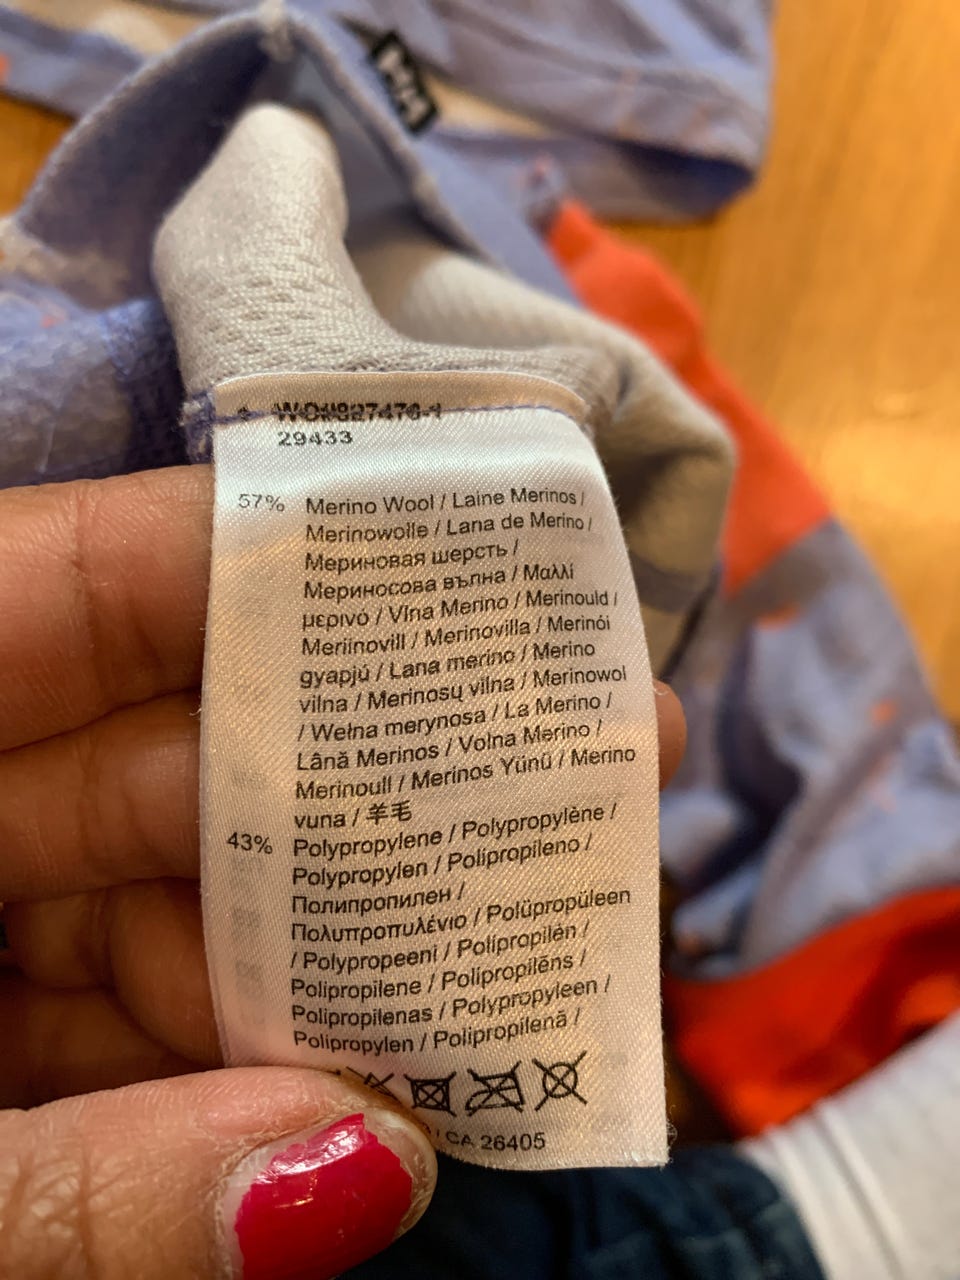 29433
57% Merino Wool / Laine Merinos /
Merinowolle / Lana de Merino /
Мериновая шерсть /
Мериносова вълна / Μαλλί
μερινό / Vlna Merino / Merinould /
Meriinovill / Merinovilla / Merinói
gyapjú / Lana merino / Merino
vilna / Merinosų vilna / Merinowol
/ Wełna merynosa / La Merino /
Lână Merinos / Volna Merino /
Merinoull / Merinos Yünü / Merino
vuna / 羊毛
43% Polypropylene / Polypropylène /
Polypropylen / Polipropileno /
Полипропилен /
Πολυπροπυλένιο / Polüpropüleen
/ Polypropeeni / Polipropilén /
Polipropilene / Polipropilēns /
Polipropilenas / Polypropyleen /
Polipropylen / Polipropilenă /
/ CA 26405